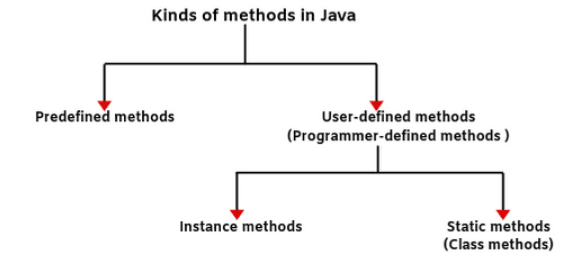 Kinds of methods in Java
Predefined methods
User-defined methods
(Programmer-defined methods )
Instance methods
Static methods
(Class methods)